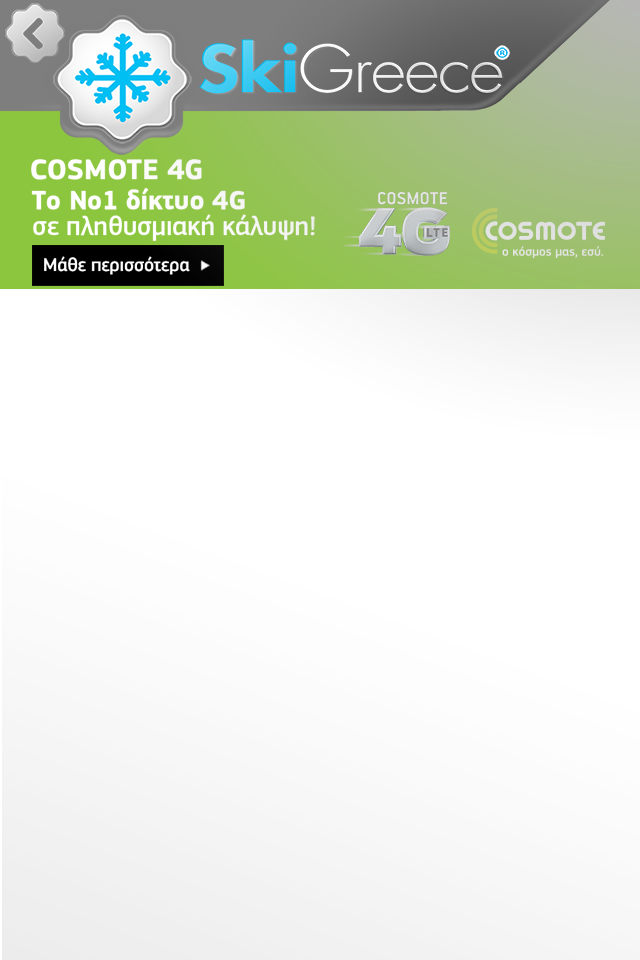 SkiGreece®
COSMOTE 4G
Το Νο1 δίκτυο 4G
σε πληθυσμιακή κάλυψη!
Μάθε περισσότερα
COSMOTE
4G LTE
COSMOTE
ο κόσμος μας, εσύ.